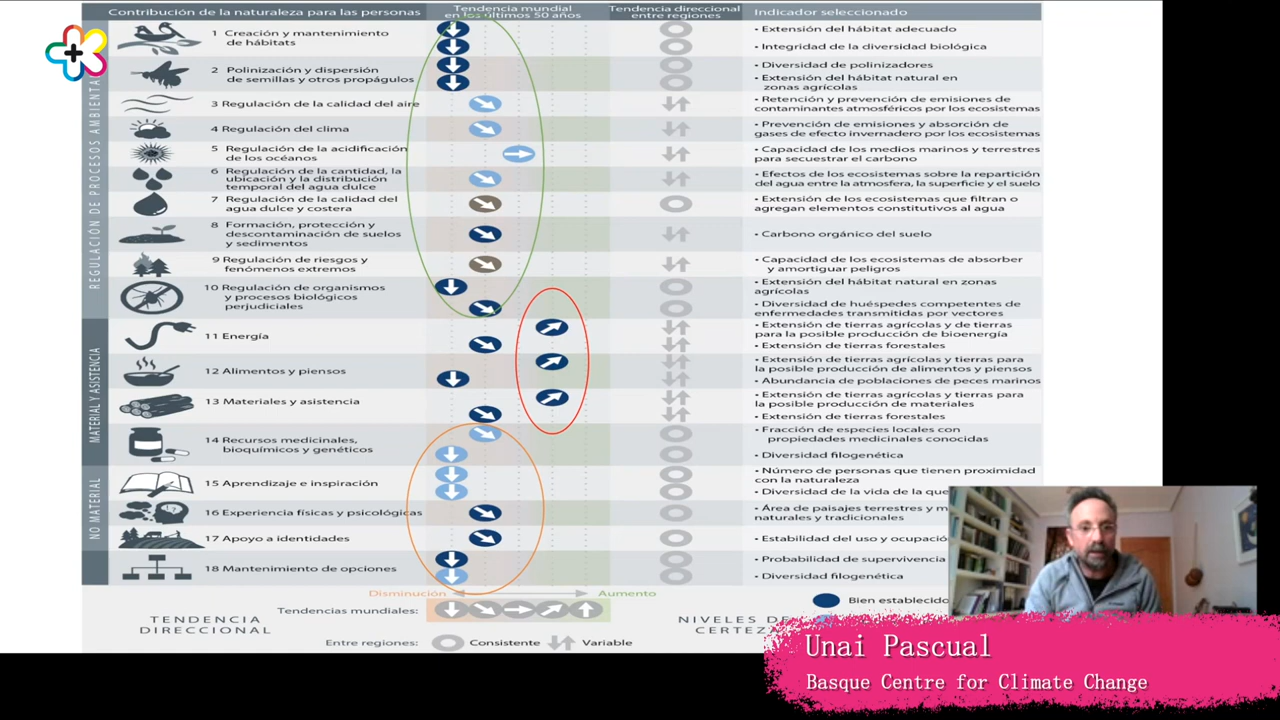 Contribución de la naturaleza para las personas
Tendencia mundial
en los últimos 50 años
Tendencia direccional
entre regiones
Indicador seleccionado
REGULACIÓN DE PROCESOS AMBIENTA
1 Creación y mantenimiento
de hábitats
• Extensión del hábitat adecuado
• Integridad de la diversidad biológica
2 Polinización y dispersión
de semillas y otros propágulos
• Diversidad de polinizadores
• Extensión del hábitat natural en
zonas agrícolas
3 Regulación de la calidad del aire
• Retención y prevención de emisiones de
contaminantes atmosféricos por los ecosistemas
4 Regulación del clima
• Prevención de emisiones y absorción de
gases de efecto invernadero por los ecosistemas
5 Regulación de la acidificación
de los océanos
• Capacidad de los medios marinos y terrestres
para secuestrar el carbono
6 Regulación de la cantidad, la
ubicación y la distribución
temporal del agua dulce
• Efectos de los ecosistemas sobre la repartición
del agua entre la atmosfera, la superficie y el suelo
7 Regulación de la calidad del
agua dulce y costera
• Extensión de los ecosistemas que filtran o
agregan elementos constitutivos al agua
8 Formación, protección y
descontaminación de suelos
y sedimentos
• Carbono orgánico del suelo
9 Regulación de riesgos y
fenómenos extremos
• Capacidad de los ecosistemas de absorber
y amortiguar peligros
10 Regulación de organismos
y procesos biológicos
perjudiciales
• Extensión del hábitat natural en zonas
agrícolas
• Diversidad de huéspedes competentes de
enfermedades transmitidas por vectores
MATERIAL Y ASISTENCIA
11 Energía
• Extensión de tierras agrícolas y de tierras
para la posible producción de bioenergía
• Extensión de tierras forestales
12 Alimentos y piensos
• Extensión de tierras agrícolas y tierras para
la posible producción de alimentos y piensos
• Abundancia de poblaciones de peces marinos
13 Materiales y asistencia
• Extensión de tierras agrícolas y tierras para
la posible producción de materiales
• Extensión de tierras forestales
14 Recursos medicinales,
bioquímicos y genéticos
• Fracción de especies locales con
propiedades medicinales conocidas
• Diversidad filogenética
NO MATERIAL
15 Aprendizaje e inspiración
• Número de personas que tienen proximidad
con la naturaleza
• Diversidad de la vida de la que
16 Experiencia físicas y psicológicas
• Área de paisajes terrestres y m
naturales y tradicionales
17 Apoyo a identidades
• Estabilidad del uso y ocupació
18 Mantenimiento de opciones
• Probabilidad de supervivencia
• Diversidad filogenética
Disminución
Aumento
TENDENCIA
DIRECCIONAL
Tendencias mundiales:
Entre regiones:
Consistente
Variable
NIVELES DE
CERTEZ
Bien establecido
Unai Pascual
Basque Centre for Climate Change